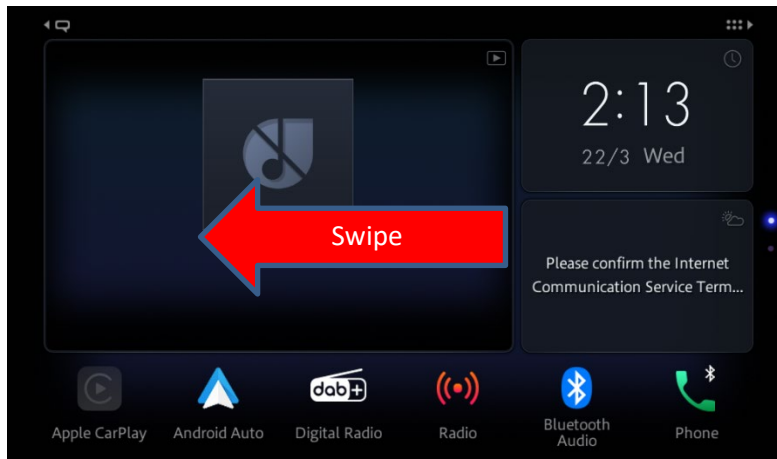 2:13
22/3 Wed
Swipe
Please confirm the Internet
Communication Service Term...
dab+
Apple CarPlay
Android Auto
Digital Radio
Radio
Bluetooth
Audio
Phone